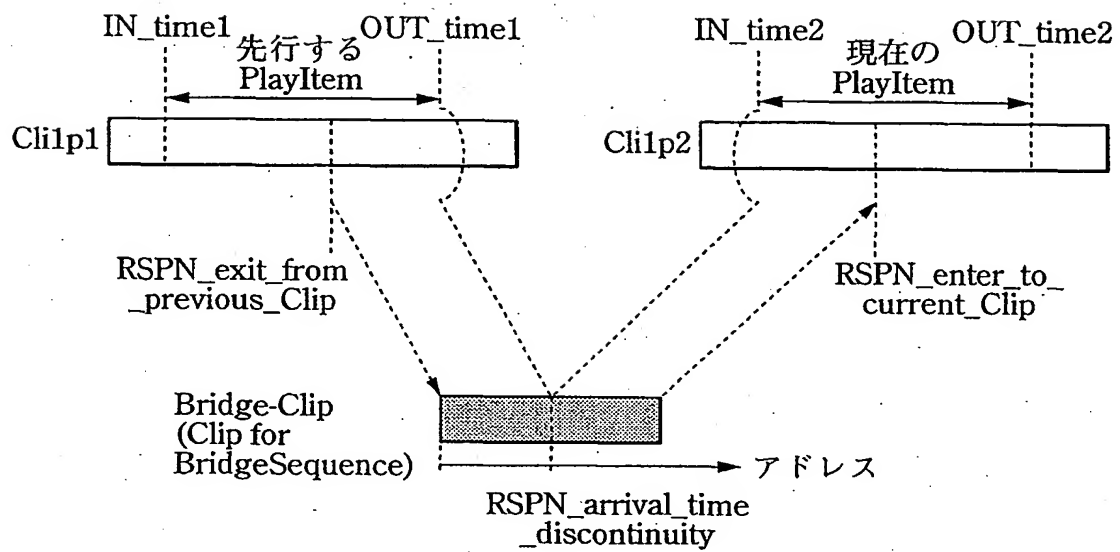 IN_time1
先行する
PlayItem
OUT_time1
IN_time2
現在の
PlayItem
OUT_time2
Cli1p1
Cli1p2
RSPN_exit_from
_previous_Clip
RSPN_enter_to_
current_Clip
Bridge-Clip
(Clip for
BridgeSequence)
アドレス
RSPN_arrival_time
_discontinuity